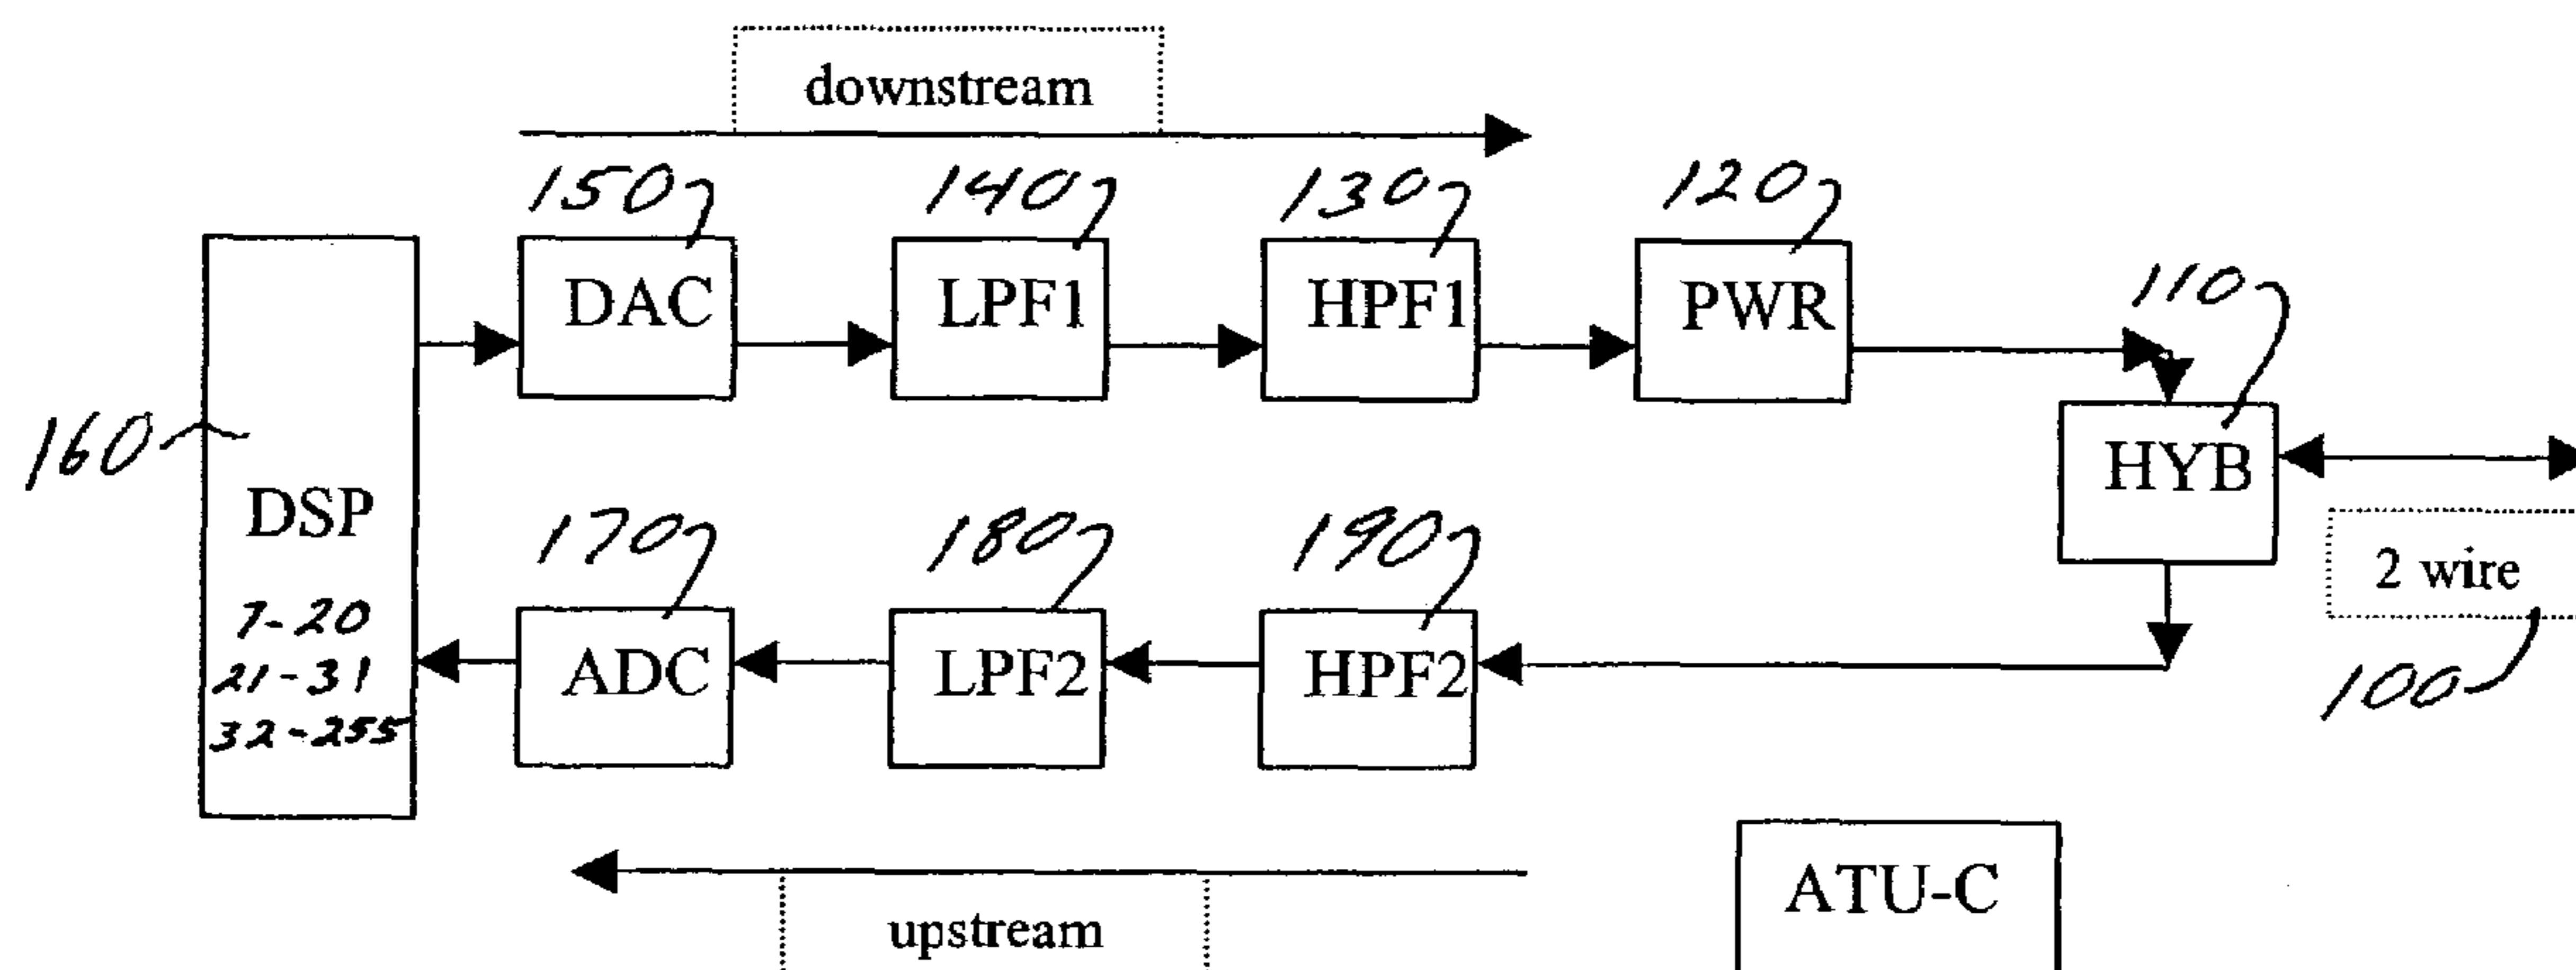 downstream
150
140
130
120
110
DAC
LPF1
HPF1
PWR
160
HYB
DSP
170
180
190
2 wire
7-20
21-31
32-255
ADC
LPF2
HPF2
100
ATU-C
upstream